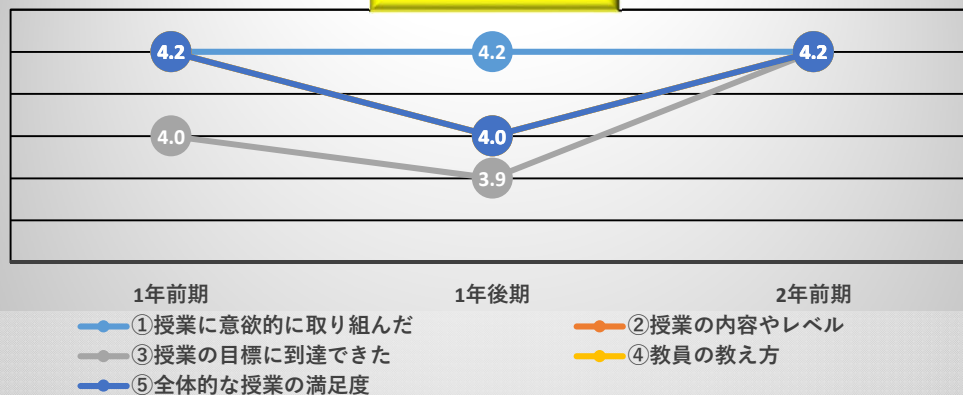 4.2 4.2 4.2
4.0 4.0
3.9
1年前期 1年後期 2年前期
①授業に意欲的に取り組んだ ②授業の内容やレベル
③授業の目標に到達できた ④教員の教え方
⑤全体的な授業の満足度